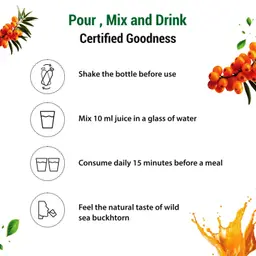 Pour , Mix and Drink
Certified Goodness
Shake the bottle before use
Mix 10 ml juice in a glass of water
Consume daily 15 minutes before a meal
Feel the natural taste of wild
sea buckhtorn